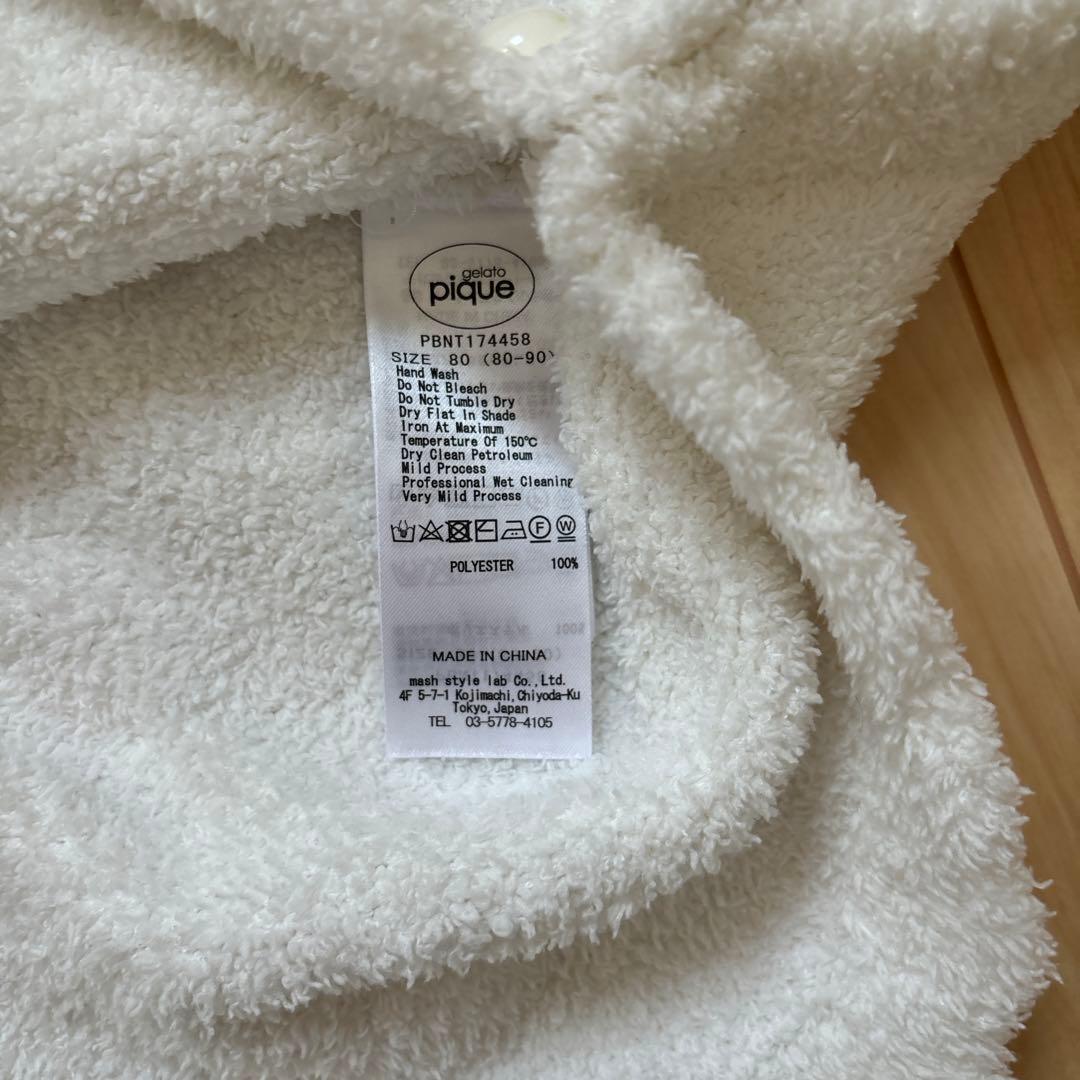 gelato
pique
PBNT174458
SIZE 80 (80-90)
Hand Wash
Do Not Bleach
Do Not Tumble Dry
Dry Flat In Shade
Iron At Maximum
Temperature Of 150℃
Dry Clean Petroleum
Mild Process
Professional Wet Cleaning
Very Mild Process
F W
POLYESTER 100%
MADE IN CHINA
mash style lab Co.,Ltd.
4F 5-7-1 Kojimachi,Chiyoda-Ku
Tokyo,Japan
TEL 03-5778-4105